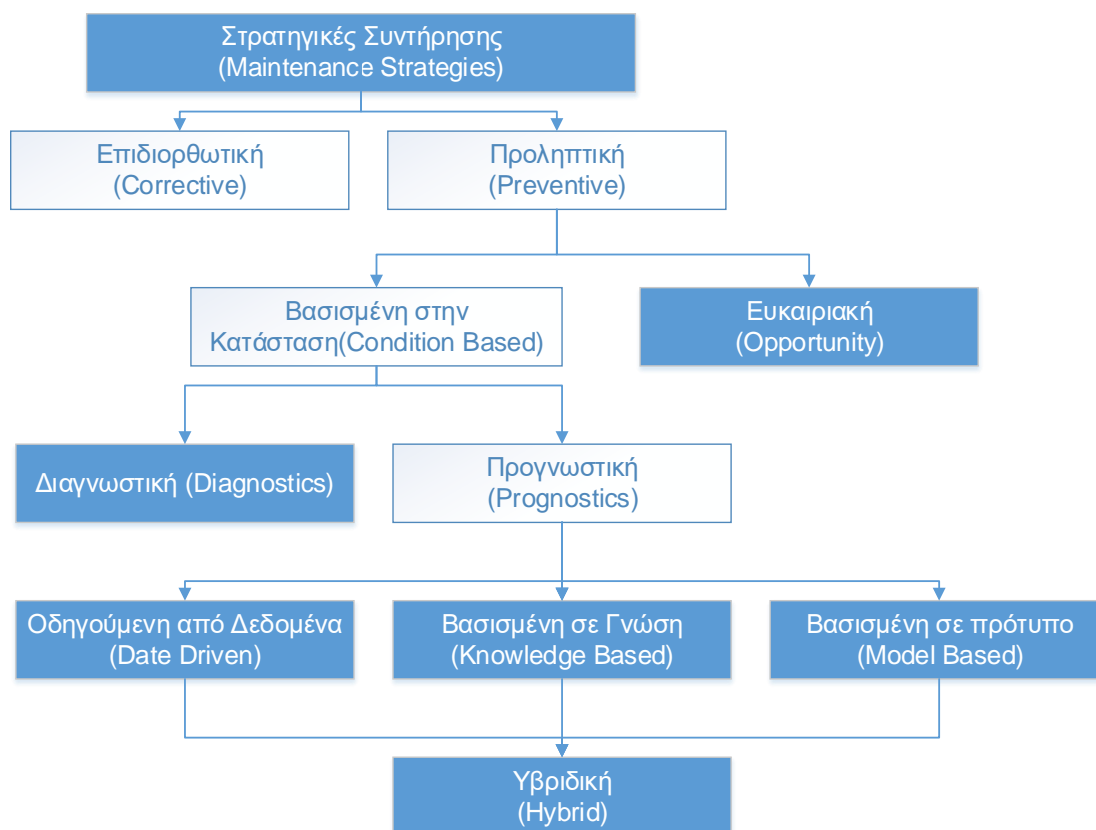 Στρατηγικές Συντήρησης
(Maintenance Strategies)
Επιδιορθωτική
(Corrective)
Προληπτική
(Preventive)
Βασισμένη στην
Κατάσταση(Condition Based)
Ευκαιριακή
(Opportunity)
Διαγνωστική (Diagnostics)
Προγνωστική
(Prognostics)
Οδηγούμενη από Δεδομένα
(Date Driven)
Βασισμένη σε Γνώση
(Knowledge Based)
Βασισμένη σε πρότυπο
(Model Based)
Υβριδική
(Hybrid)